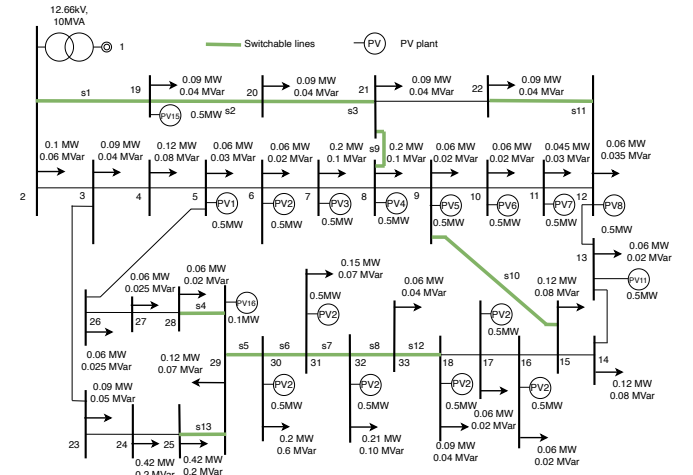 12.66kV,
10MVA
1
Switchable lines
PV
PV plant
0.09 MW
0.04 MVar
0.09 MW
0.04 MVar
0.09 MW
0.04 MVar
0.09 MW
0.04 MVar
s1
19
s2
20
s3
21
22
s11
PV15
0.5MW
s9
0.1 MW
0.06 MVar
0.09 MW
0.04 MVar
0.12 MW
0.08 MVar
0.06 MW
0.03 MVar
0.06 MW
0.02 MVar
0.2 MW
0.1 MVar
0.2 MW
0.1 MVar
0.06 MW
0.02 MVar
0.06 MW
0.02 MVar
0.045 MW
0.03 MVar
0.06 MW
0.035 MVar
2
3
4
5
6
7
8
9
10
11
12
PV1
PV2
PV3
PV4
PV5
PV6
PV7
PV8
0.5MW
0.5MW
0.5MW
0.5MW
0.5MW
0.5MW
0.5MW
0.5MW
13
0.06 MW
0.02 MVar
PV11
0.5MW
s10
0.12 MW
0.08 MVar
15
14
0.12 MW
0.08 MVar
26
27
28
0.06 MW
0.025 MVar
0.06 MW
0.02 MVar
s4
PV16
0.1MW
0.06 MW
0.025 MVar
0.12 MW
0.07 MVar
29
s5
s6
s7
s8
s12
30
31
32
33
18
17
16
0.15 MW
0.07 MVar
0.5MW
PV2
0.06 MW
0.04 MVar
PV2
0.5MW
PV2
0.5MW
PV2
0.5MW
PV2
0.5MW
PV2
0.5MW
0.2 MW
0.6 MVar
0.21 MW
0.10 MVar
0.09 MW
0.04 MVar
0.06 MW
0.02 MVar
0.06 MW
0.02 MVar
0.09 MW
0.05 MVar
s13
23
24
25
0.42 MW
0.2 MVar
0.42 MW
0.2 MVar